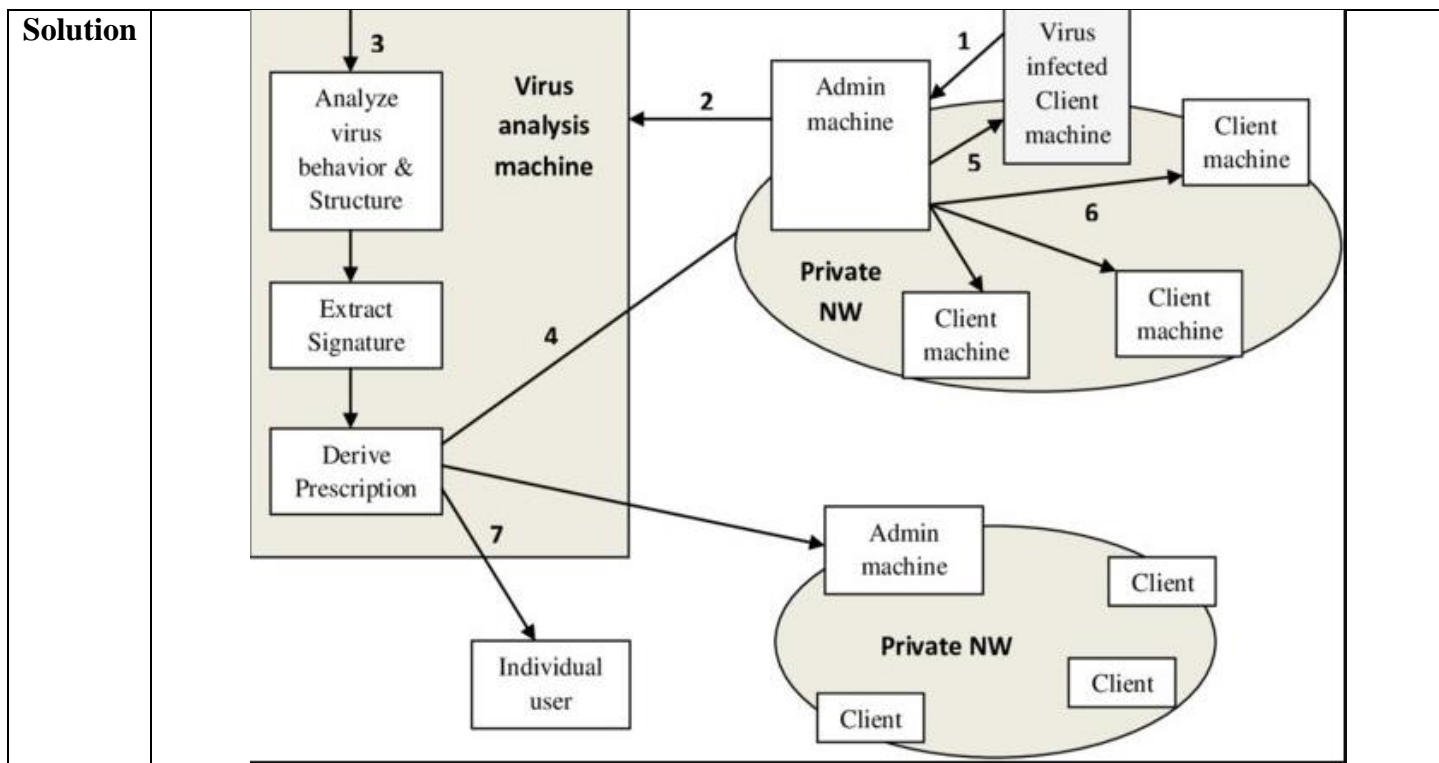 Solution
3
Analyze
virus
behavior &
Structure
Extract
Signature
Derive
Prescription
Virus
analysis
machine
2
1
Admin
machine
Virus
infected
Client
machine
5
Client
machine
6
Private
NW
Client
machine
Client
machine
4
7
Individual
user
Admin
machine
Client
Private NW
Client
Client